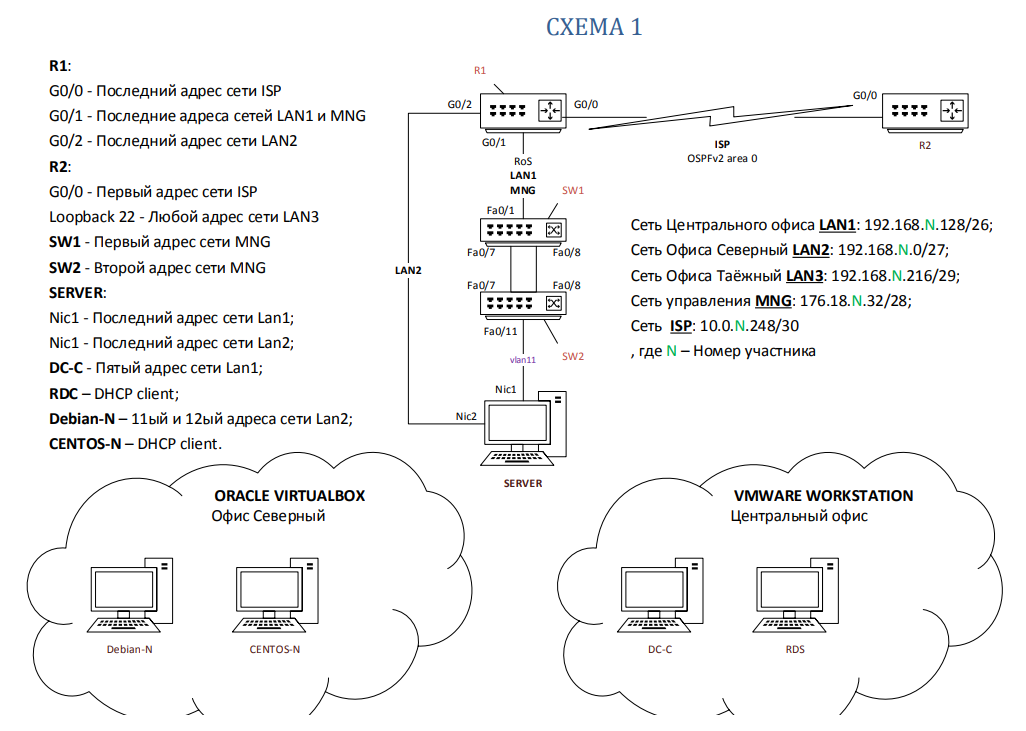 СХЕМА 1
R1:
G0/0 - Последний адрес сети ISP
G0/1 - Последние адреса сетей LAN1 и MNG
G0/2 - Последний адрес сети LAN2
R2:
G0/0 - Первый адрес сети ISP
Loopback 22 - Любой адрес сети LAN3
SW1 - Первый адрес сети MNG
SW2 - Второй адрес сети MNG
SERVER:
Nic1 - Последний адрес сети Lan1;
Nic1 - Последний адрес сети Lan2;
DC-C - Пятый адрес сети Lan1;
RDC – DHCP client;
Debian-N – 11ый и 12ый адреса сети Lan2;
CENTOS-N – DHCP client.
R1
G0/2
G0/0
G0/1
G0/0
R2
ISP
OSPFv2 area 0
RoS
LAN1
MNG
SW1
Fa0/1
Fa0/7
Fa0/8
LAN2
Fa0/7
Fa0/8
Fa0/11
SW2
vlan11
Nic1
Nic2
SERVER
Сеть Центрального офиса LAN1: 192.168.N.128/26;
Сеть Офиса Северный LAN2: 192.168.N.0/27;
Сеть Офиса Таёжный LAN3: 192.168.N.216/29;
Сеть управления MNG: 176.18.N.32/28;
Сеть ISP: 10.0.N.248/30
, где N – Номер участника
ORACLE VIRTUALBOX
Офис Северный
Debian-N
CENTOS-N
VMWARE WORKSTATION
Центральный офис
DC-C
RDS